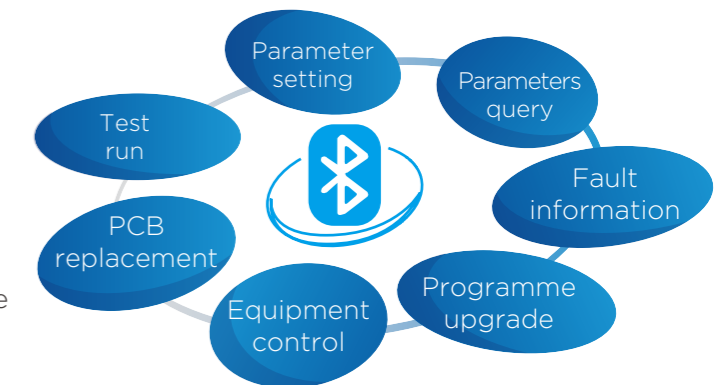 Parameter
setting
Parameters
query
Fault
information
Programme
upgrade
Equipment
control
PCB
replacement
Test
run
e